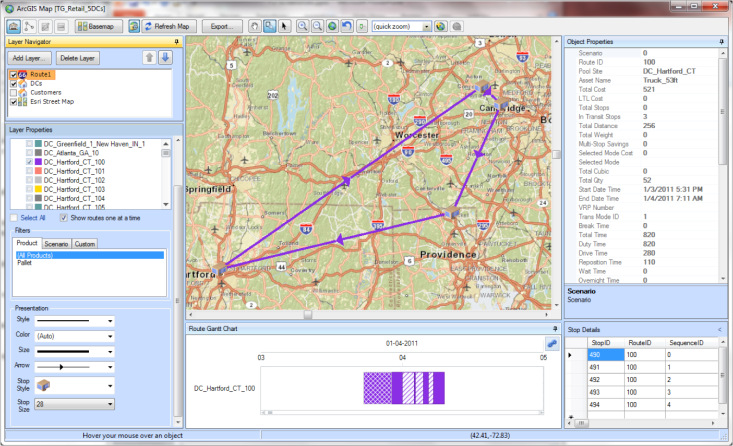 ArcGIS Map [TG_Retail_5DCs]
Basemap
Refresh Map
Export...
(quick zoom)
Layer Navigator
Add Layer...
Delete Layer
Route1
DCs
Customers
Esri Street Map
Layer Properties
DC_Greenfield_1_New Haven_IN_1
DC_Atlanta_GA_10
DC_Hartford_CT_100
DC_Hartford_CT_101
DC_Hartford_CT_102
DC_Hartford_CT_103
DC_Hartford_CT_104
DC_Hartford_CT_105
Select All
Show routes one at a time
Filters
Product
Scenario
Custom
(All Products)
Pallet
Presentation
Style
Color
(Auto)
Size
Arrow
Stop
Style
Stop
Size
28
Worcester
Cambridge
Springfield
Providence
artford
202
20
44
6
3
84
95
495
Route Gantt Chart
01-04-2011
03
04
05
DC_Hartford_CT_100
Object Properties
Scenario 0
Route ID 100
Pool Site DC_Hartford_CT
Asset Name Truck_53ft
Total Cost 521
LTL Cost
Total Stops 0
In Transit Stops 3
Total Distance 256
Total Weight 0
Multi-Stop Savings 0
Selected Mode Cost 0
Selected Mode
Total Cubic 0
Total Qty 52
Start Date Time 1/3/2011 5:31 PM
End Date Time 1/4/2011 7:11 AM
VRP Number
Trans Mode ID 1
Break Time 0
Total Time 820
Duty Time 820
Drive Time 280
Reposition Time 110
Wait Time 0
Overnight Time 0
Scenario
Scenario
Stop Details
StopID RouteID SequenceID
490 100 0
491 100 1
492 100 2
493 100 3
494 100 4
Hover your mouse over an object
(42.41,-72.83)